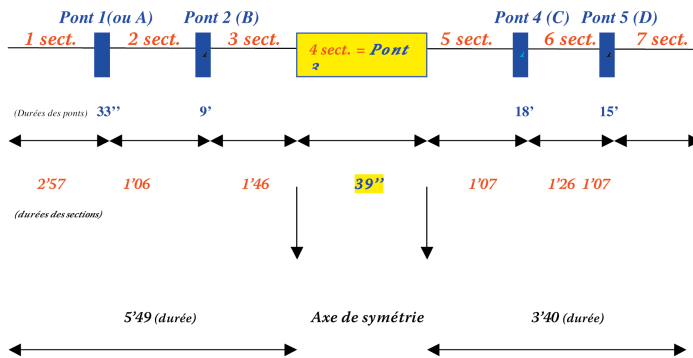 Pont 1(ou A) Pont 2 (B) Pont 4 (C) Pont 5 (D)
1 sect. 2 sect. 3 sect. 4 sect. = Pont 5 sect. 6 sect. 7 sect.
3
(Durées des ponts) 33'' 9' 18' 15'
2'57 1'06 1'46 39'' 1'07 1'26 1'07
(durées des sections)
5'49 (durée) Axe de symétrie 3'40 (durée)